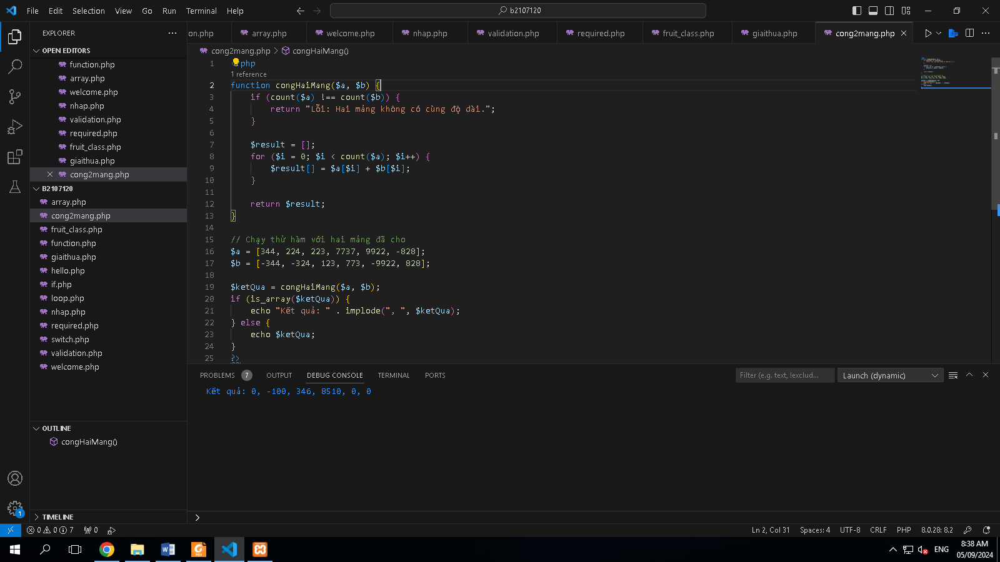 File Edit Selection View Go Run Terminal Help
b2107120
EXPLORER
on.php array.php welcome.php nhap.php validation.php required.php fruit_class.php giaithua.php cong2mang.php
OPEN EDITORS
function.php
array.php
welcome.php
nhap.php
validation.php
required.php
fruit_class.php
giaithua.php
cong2mang.php
B2107120
array.php
cong2mang.php
fruit_class.php
function.php
giaithua.php
hello.php
if.php
loop.php
nhap.php
required.php
switch.php
validation.php
welcome.php
OUTLINE
congHaiMang()
TIMELINE
cong2mang.php > congHaiMang()
1 php
1 reference
2 function congHaiMang($a, $b) {
3 if (count($a) !== count($b)) {
4 return "Lỗi: Hai mảng không có cùng độ dài.";
5 }
6
7 $result = [];
8 for ($i = 0; $i < count($a); $i++) {
9 $result[] = $a[$i] + $b[$i];
10 }
11
12 return $result;
13 }
14
15 // Chạy thử hàm với hai mảng đã cho
16 $a = [344, 224, 223, 7737, 9922, -828];
17 $b = [-344, -324, 123, 773, -9922, 828];
18
19 $ketQua = congHaiMang($a, $b);
20 if (is_array($ketQua)) {
21 echo "Kết quả: " . implode(", ", $ketQua);
22 } else {
23 echo $ketQua;
24 }
25 ?>
PROBLEMS 7 OUTPUT DEBUG CONSOLE TERMINAL PORTS
Filter (e.g. text, !exclud... Launch (dynamic)
Kết quả: 0, -100, 346, 8510, 0, 0
1
0 0 7 0
Ln 2, Col 31 Spaces: 4 UTF-8 CRLF PHP 8.0.28: 8.2
ENG
8:38 AM
05/09/2024